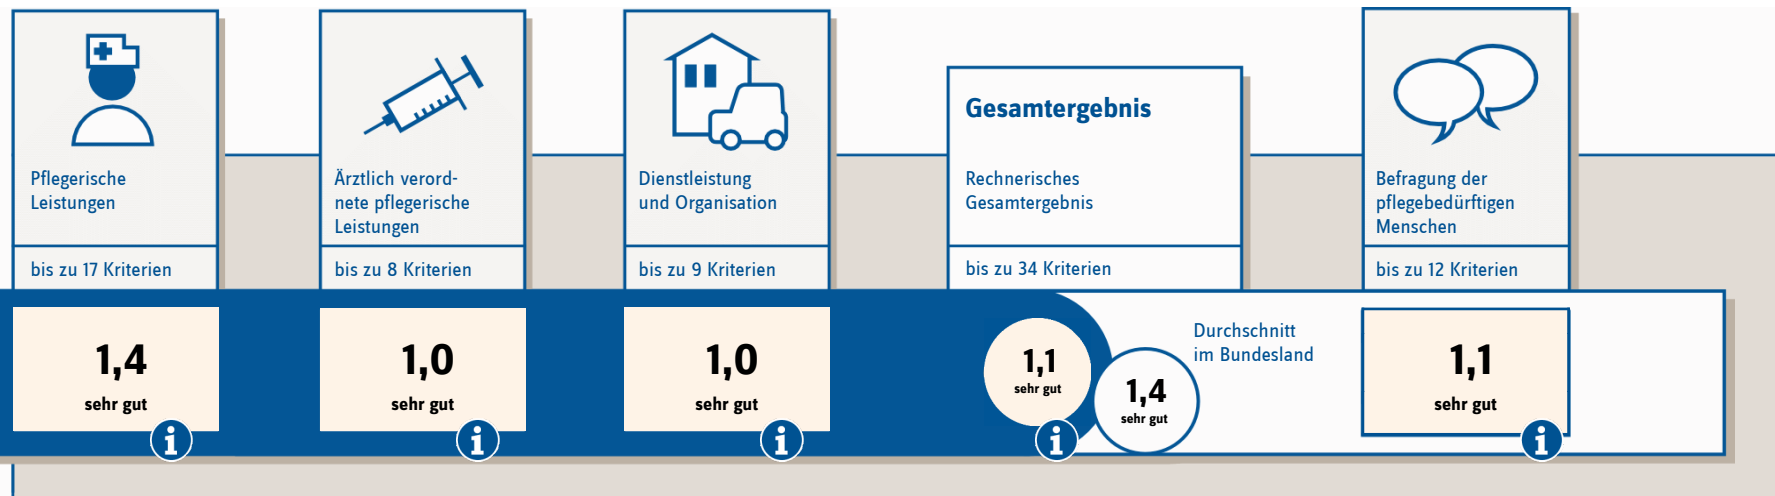 Pflegerische
Leistungen
bis zu 17 Kriterien
1,4
sehr gut
i
Ärztlich verord-
nete pflegerische
Leistungen
bis zu 8 Kriterien
1,0
sehr gut
i
Dienstleistung
und Organisation
bis zu 9 Kriterien
1,0
sehr gut
i
Gesamtergebnis
Rechnerisches
Gesamtergebnis
bis zu 34 Kriterien
1,1
sehr gut
i
Durchschnitt
im Bundesland
1,4
sehr gut
Befragung der
pflegebedürftigen
Menschen
bis zu 12 Kriterien
1,1
sehr gut
i